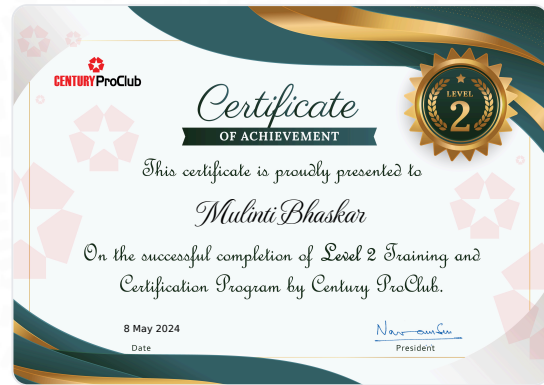 CENTURY ProClub
LEVEL
2
Certificate
OF ACHIEVEMENT
This certificate is proudly presented to
Mulinti Bhaskar
On the successful completion of Level 2 Training and
Certification Program by Century ProClub.
8 May 2024
Date
President